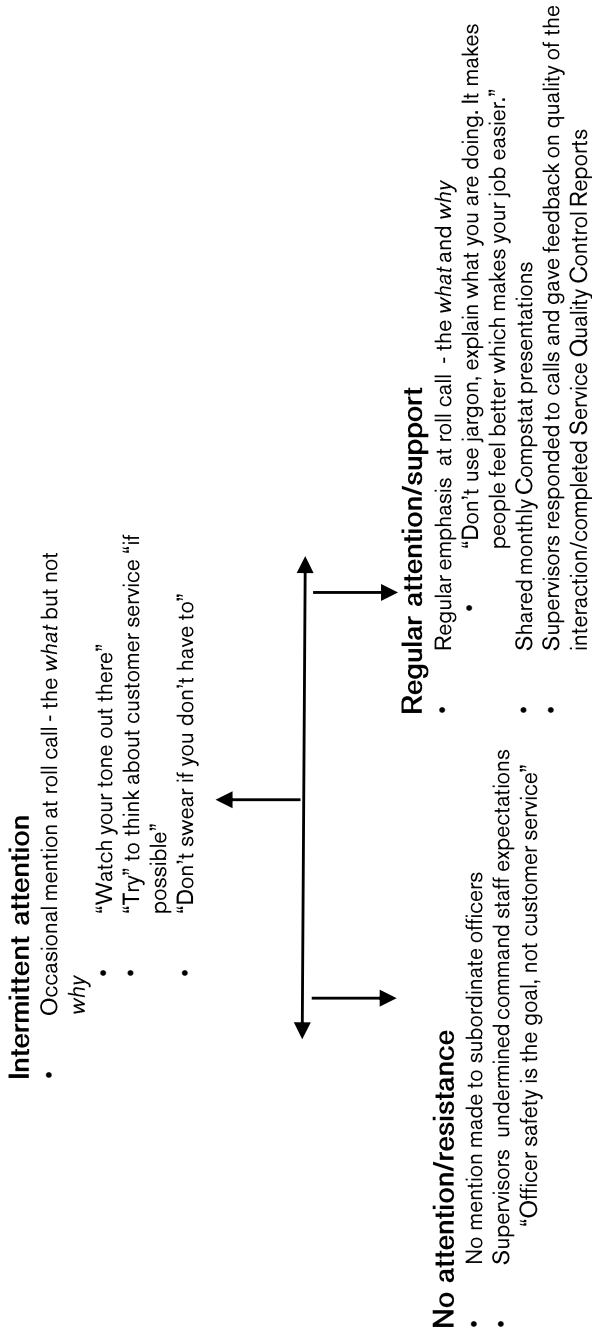 Intermittent attention
• Occasional mention at roll call - the what but not
why
• “Watch your tone out there”
• “Try” to think about customer service “if
possible”
• “Don’t swear if you don’t have to”
No attention/resistance
• No mention made to subordinate officers
• Supervisors undermined command staff expectations
“Officer safety is the goal, not customer service”
Regular attention/support
• Regular emphasis at roll call - the what and why
• “Don’t use jargon, explain what you are doing. It makes
people feel better which makes your job easier.”
• Shared monthly Compstat presentations
• Supervisors responded to calls and gave feedback on quality of the
interaction/completed Service Quality Control Reports